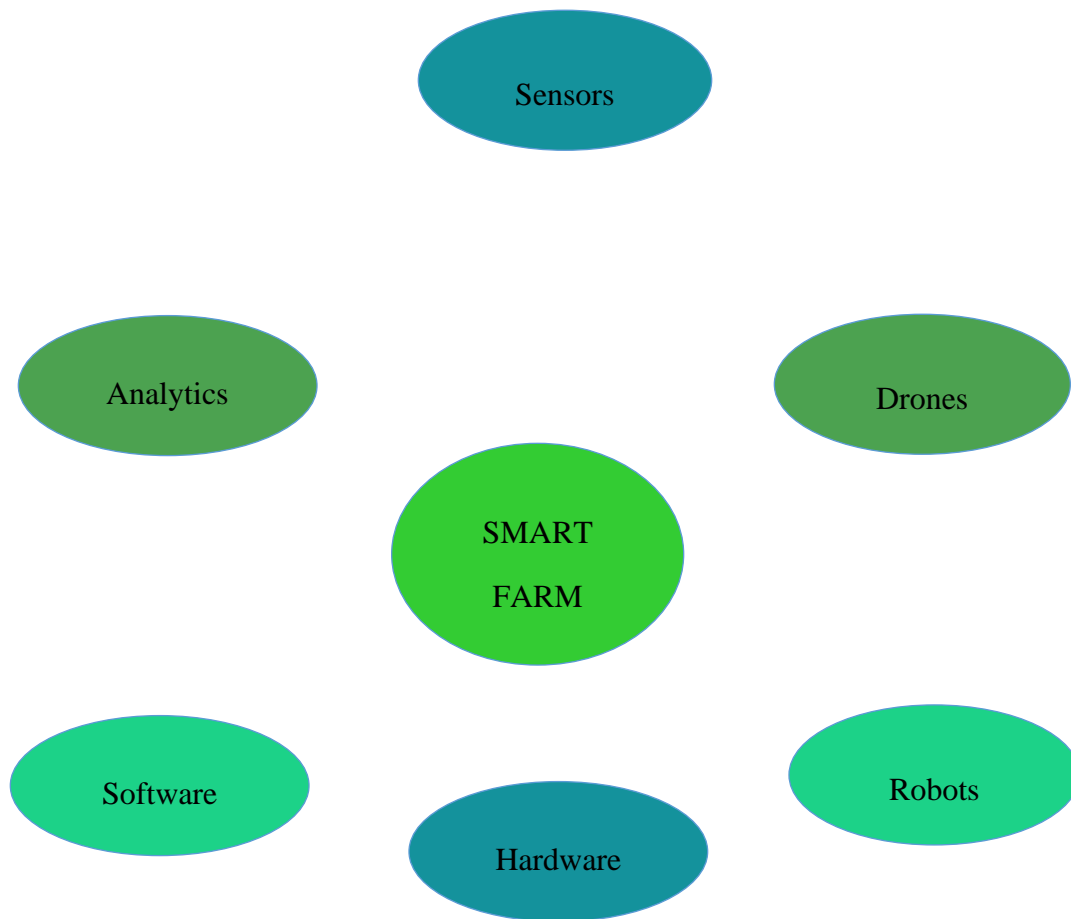 Sensors
Analytics
Drones
SMART
FARM
Software
Robots
Hardware